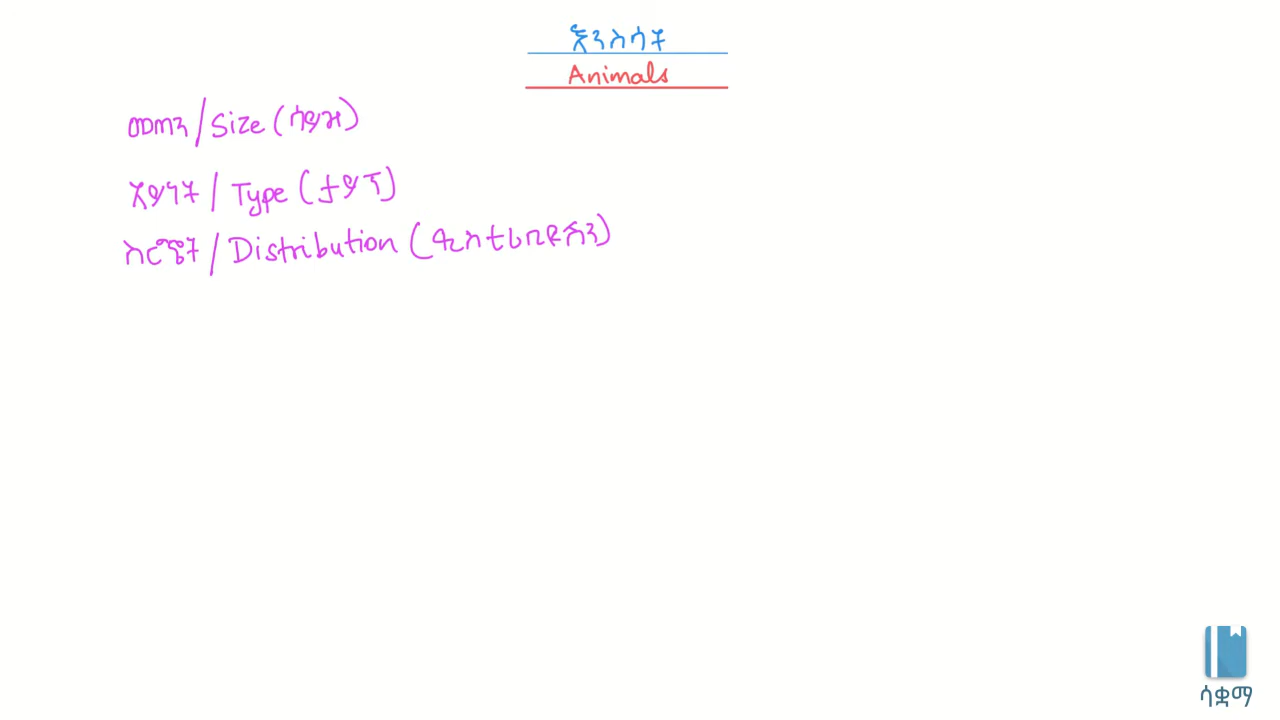 እንስሳት
Animals
መጠን / Size (ሳይዝ)
አይነት / Type (ታይፕ)
ስርጭት / Distribution (ዲስትሪቢዩሽን)
ሳቋማ